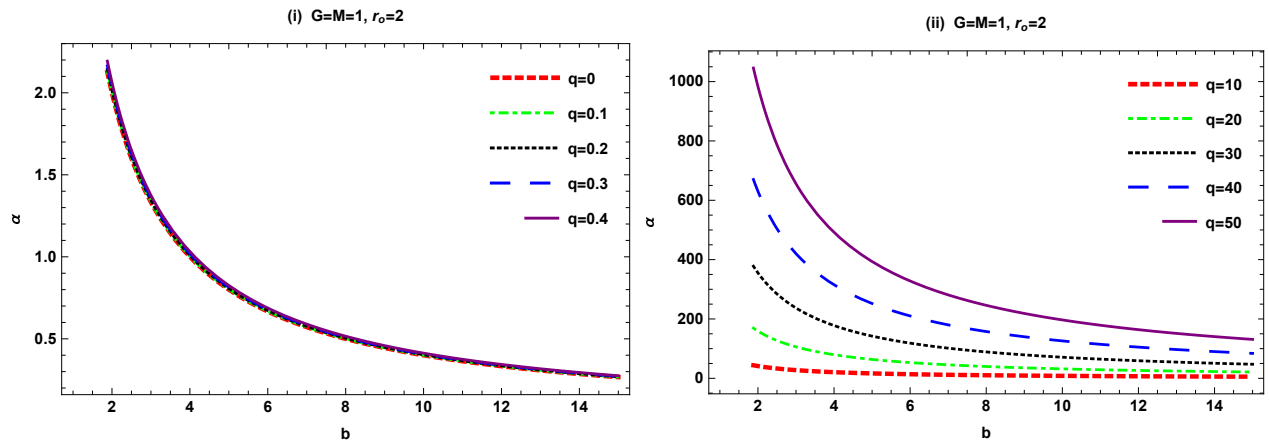 (i) G=M=1, rₒ=2
α
2.0
1.5
1.0
0.5
q=0
q=0.1
q=0.2
q=0.3
q=0.4
2 4 6 8 10 12 14
b
(ii) G=M=1, rₒ=2
α
1000
800
600
400
200
0
q=10
q=20
q=30
q=40
q=50
2 4 6 8 10 12 14
b